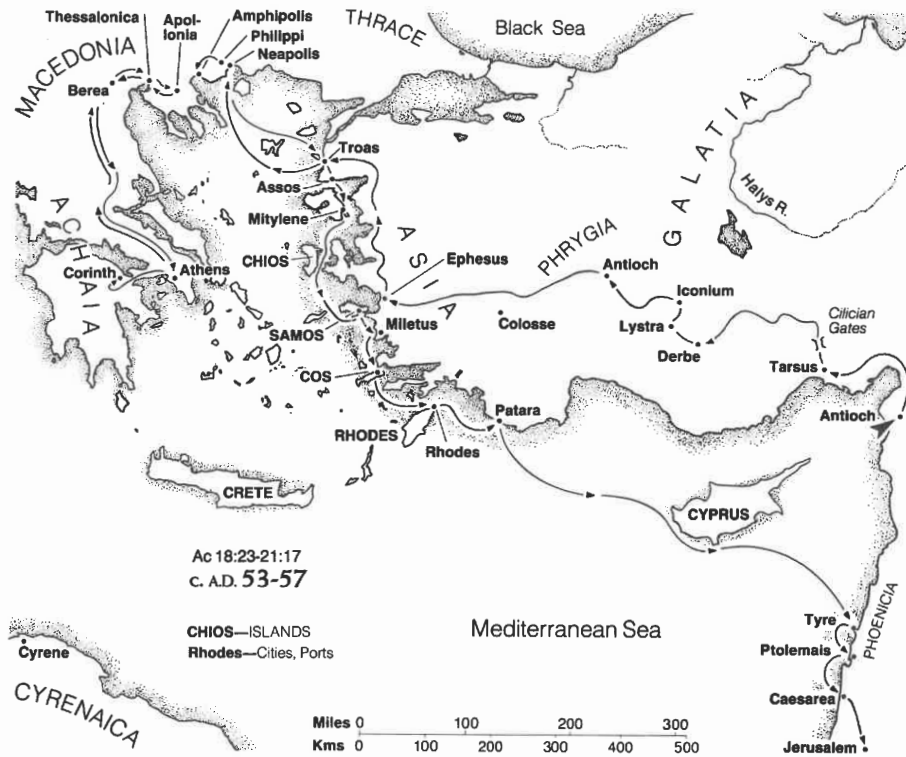 Thessalonica
Apol-
lonia
Amphipolis
Philippi
Neapolis
THRACE
Black Sea
MACEDONIA
Berea
Troas
Assos
Mitylene
GALATIA
Halys R.
ACHAIA
CHIOS
ASIA
PHRYGIA
Corinth
Athens
Ephesus
Antioch
Iconium
SAMOS
Miletus
Colosse
Lystra
Cilician
Gates
Derbe
COS
Tarsus
RHODES
Rhodes
Patara
Antioch
CRETE
CYPRUS
Ac 18:23-21:17
C. A.D. 53-57
CHIOS—ISLANDS
Rhodes—Cities, Ports
Mediterranean Sea
Tyre
PHOENICIA
Ptolemais
Cyrene
CYRENAICA
Caesarea
Miles 0 100 200 300
Kms 0 100 200 300 400 500
Jerusalem